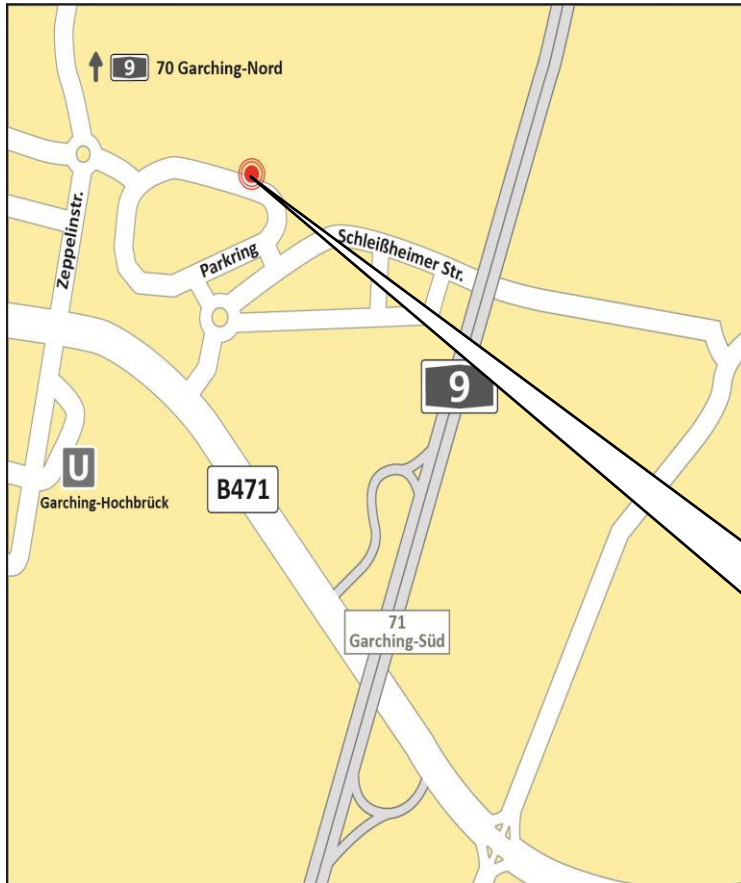 9 70 Garching-Nord
Zeppelinstr.
Parkring
Schleißheimer Str.
9
U
Garching-Hochbrück
B471
71
Garching-Süd